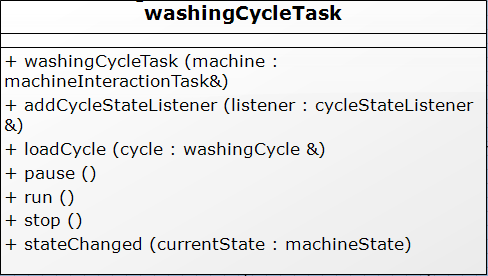 washingCycleTask
+ washingCycleTask (machine :
machineInteractionTask&)
+ addCycleStateListener (listener : cycleStateListener
&)
+ loadCycle (cycle : washingCycle &)
+ pause ()
+ run ()
+ stop ()
+ stateChanged (currentState : machineState)